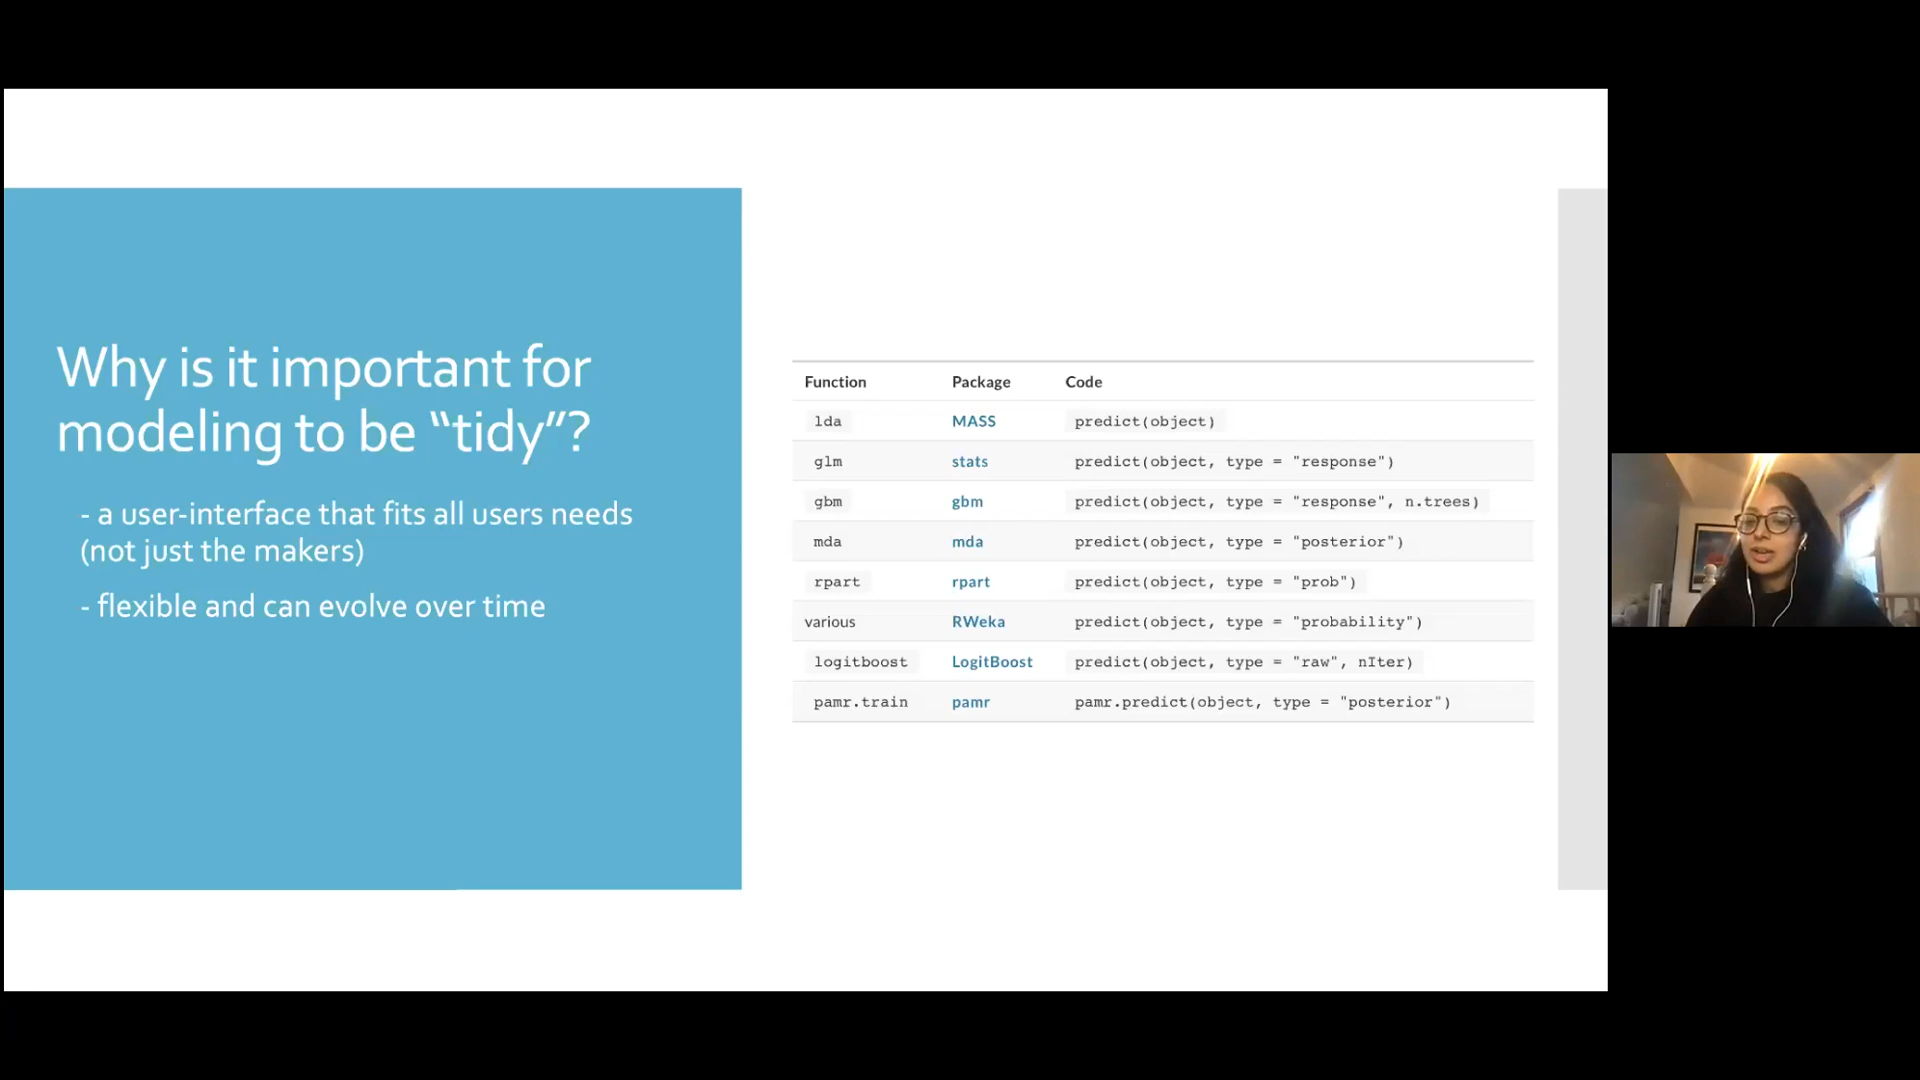 Why is it important for
modeling to be “tidy”?
- a user-interface that fits all users needs
(not just the makers)
- flexible and can evolve over time
Function Package Code
lda MASS predict(object)
glm stats predict(object, type = "response")
gbm gbm predict(object, type = "response", n.trees)
mda mda predict(object, type = "posterior")
rpart rpart predict(object, type = "prob")
various RWeka predict(object, type = "probability")
logitboost LogitBoost predict(object, type = "raw", nIter)
pamr.train pamr pamr.predict(object, type = "posterior")